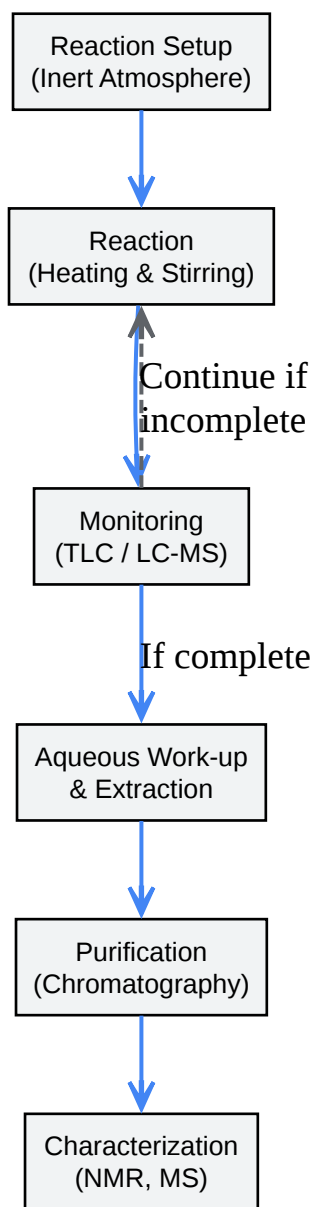 Reaction Setup
(Inert Atmosphere)
Reaction
(Heating & Stirring)
Continue if
incomplete
Monitoring
(TLC / LC-MS)
If complete
Aqueous Work-up
& Extraction
Purification
(Chromatography)
Characterization
(NMR, MS)